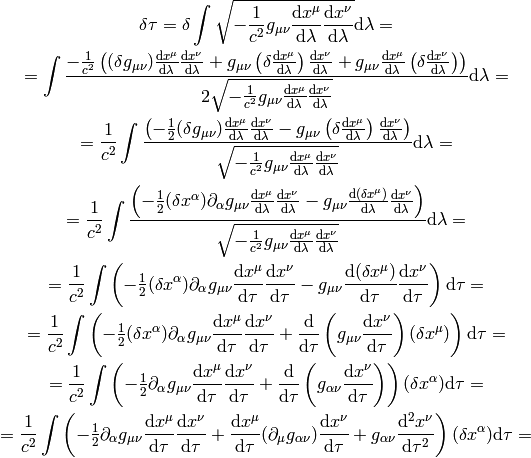 $$\delta\tau = \delta \int \sqrt{-\frac{1}{c^2} g_{\mu\nu} \frac{\mathrm{d}x^\mu}{\mathrm{d}\lambda} \frac{\mathrm{d}x^\nu}{\mathrm{d}\lambda}} \mathrm{d}\lambda =$$
$$= \int \frac{-\frac{1}{c^2} \left( (\delta g_{\mu\nu}) \frac{\mathrm{d}x^\mu}{\mathrm{d}\lambda} \frac{\mathrm{d}x^\nu}{\mathrm{d}\lambda} + g_{\mu\nu} \left( \delta \frac{\mathrm{d}x^\mu}{\mathrm{d}\lambda} \right) \frac{\mathrm{d}x^\nu}{\mathrm{d}\lambda} + g_{\mu\nu} \frac{\mathrm{d}x^\mu}{\mathrm{d}\lambda} \left( \delta \frac{\mathrm{d}x^\nu}{\mathrm{d}\lambda} \right) \right)}{2 \sqrt{-\frac{1}{c^2} g_{\mu\nu} \frac{\mathrm{d}x^\mu}{\mathrm{d}\lambda} \frac{\mathrm{d}x^\nu}{\mathrm{d}\lambda}}} \mathrm{d}\lambda =$$
$$= \frac{1}{c^2} \int \frac{\left( -\frac{1}{2} (\delta g_{\mu\nu}) \frac{\mathrm{d}x^\mu}{\mathrm{d}\lambda} \frac{\mathrm{d}x^\nu}{\mathrm{d}\lambda} - g_{\mu\nu} \left( \delta \frac{\mathrm{d}x^\mu}{\mathrm{d}\lambda} \right) \frac{\mathrm{d}x^\nu}{\mathrm{d}\lambda} \right)}{\sqrt{-\frac{1}{c^2} g_{\mu\nu} \frac{\mathrm{d}x^\mu}{\mathrm{d}\lambda} \frac{\mathrm{d}x^\nu}{\mathrm{d}\lambda}}} \mathrm{d}\lambda =$$
$$= \frac{1}{c^2} \int \frac{\left( -\frac{1}{2} (\delta x^\alpha) \partial_\alpha g_{\mu\nu} \frac{\mathrm{d}x^\mu}{\mathrm{d}\lambda} \frac{\mathrm{d}x^\nu}{\mathrm{d}\lambda} - g_{\mu\nu} \frac{\mathrm{d}(\delta x^\mu)}{\mathrm{d}\lambda} \frac{\mathrm{d}x^\nu}{\mathrm{d}\lambda} \right)}{\sqrt{-\frac{1}{c^2} g_{\mu\nu} \frac{\mathrm{d}x^\mu}{\mathrm{d}\lambda} \frac{\mathrm{d}x^\nu}{\mathrm{d}\lambda}}} \mathrm{d}\lambda =$$
$$= \frac{1}{c^2} \int \left( -\tfrac{1}{2} (\delta x^\alpha) \partial_\alpha g_{\mu\nu} \frac{\mathrm{d}x^\mu}{\mathrm{d}\tau} \frac{\mathrm{d}x^\nu}{\mathrm{d}\tau} - g_{\mu\nu} \frac{\mathrm{d}(\delta x^\mu)}{\mathrm{d}\tau} \frac{\mathrm{d}x^\nu}{\mathrm{d}\tau} \right) \mathrm{d}\tau =$$
$$= \frac{1}{c^2} \int \left( -\tfrac{1}{2} (\delta x^\alpha) \partial_\alpha g_{\mu\nu} \frac{\mathrm{d}x^\mu}{\mathrm{d}\tau} \frac{\mathrm{d}x^\nu}{\mathrm{d}\tau} + \frac{\mathrm{d}}{\mathrm{d}\tau} \left( g_{\mu\nu} \frac{\mathrm{d}x^\nu}{\mathrm{d}\tau} \right) (\delta x^\mu) \right) \mathrm{d}\tau =$$
$$= \frac{1}{c^2} \int \left( -\tfrac{1}{2} \partial_\alpha g_{\mu\nu} \frac{\mathrm{d}x^\mu}{\mathrm{d}\tau} \frac{\mathrm{d}x^\nu}{\mathrm{d}\tau} + \frac{\mathrm{d}}{\mathrm{d}\tau} \left( g_{\alpha\nu} \frac{\mathrm{d}x^\nu}{\mathrm{d}\tau} \right) \right) (\delta x^\alpha) \mathrm{d}\tau =$$
$$= \frac{1}{c^2} \int \left( -\tfrac{1}{2} \partial_\alpha g_{\mu\nu} \frac{\mathrm{d}x^\mu}{\mathrm{d}\tau} \frac{\mathrm{d}x^\nu}{\mathrm{d}\tau} + \frac{\mathrm{d}x^\mu}{\mathrm{d}\tau} (\partial_\mu g_{\alpha\nu}) \frac{\mathrm{d}x^\nu}{\mathrm{d}\tau} + g_{\alpha\nu} \frac{\mathrm{d}^2 x^\nu}{\mathrm{d}\tau^2} \right) (\delta x^\alpha) \mathrm{d}\tau =$$